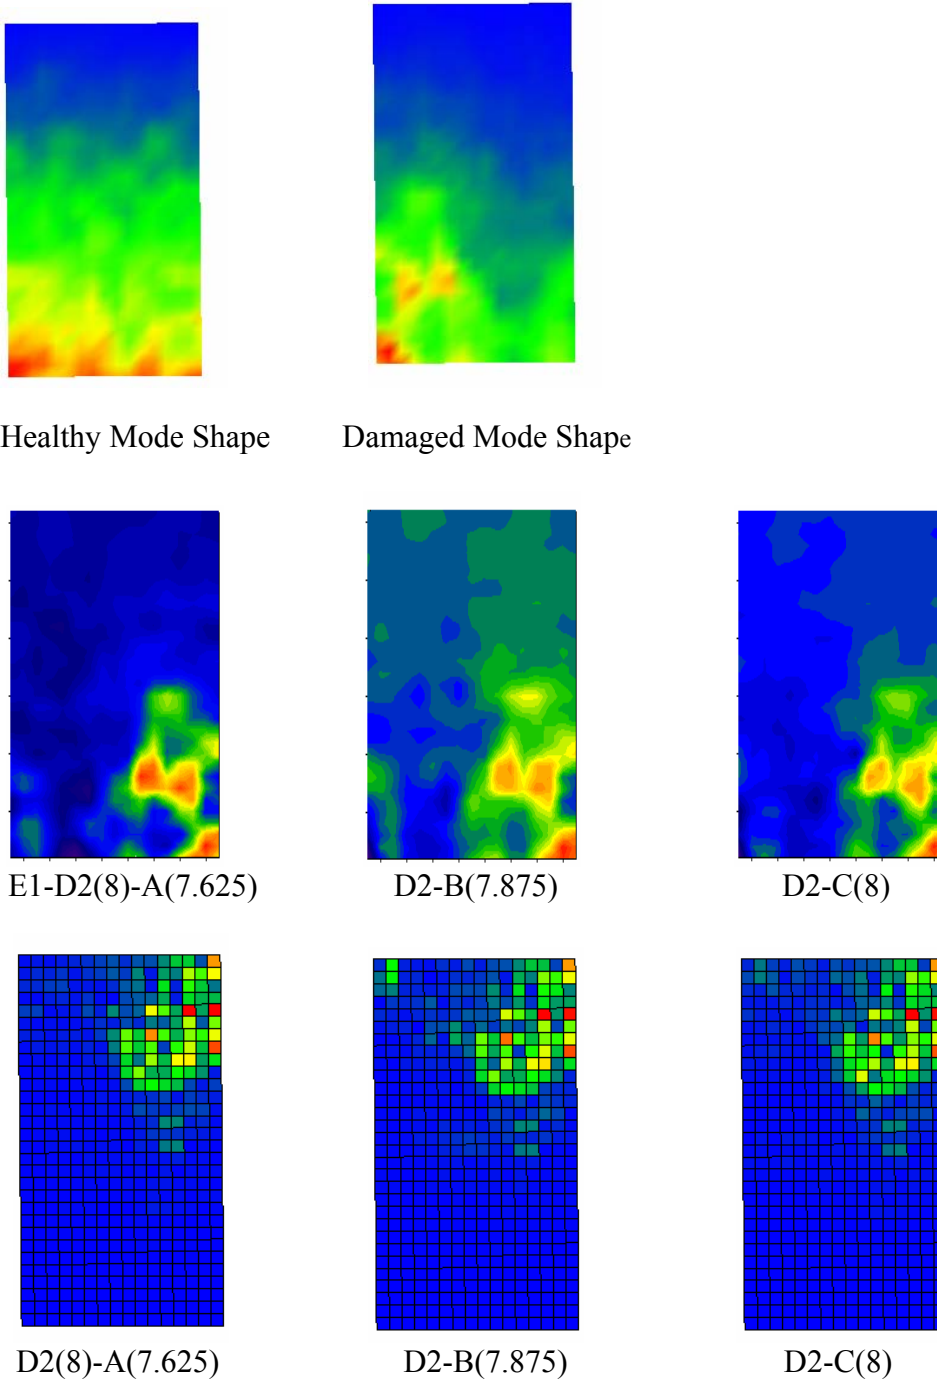 Healthy Mode Shape Damaged Mode Shape
E1-D2(8)-A(7.625) D2-B(7.875) D2-C(8)
D2(8)-A(7.625) D2-B(7.875) D2-C(8)